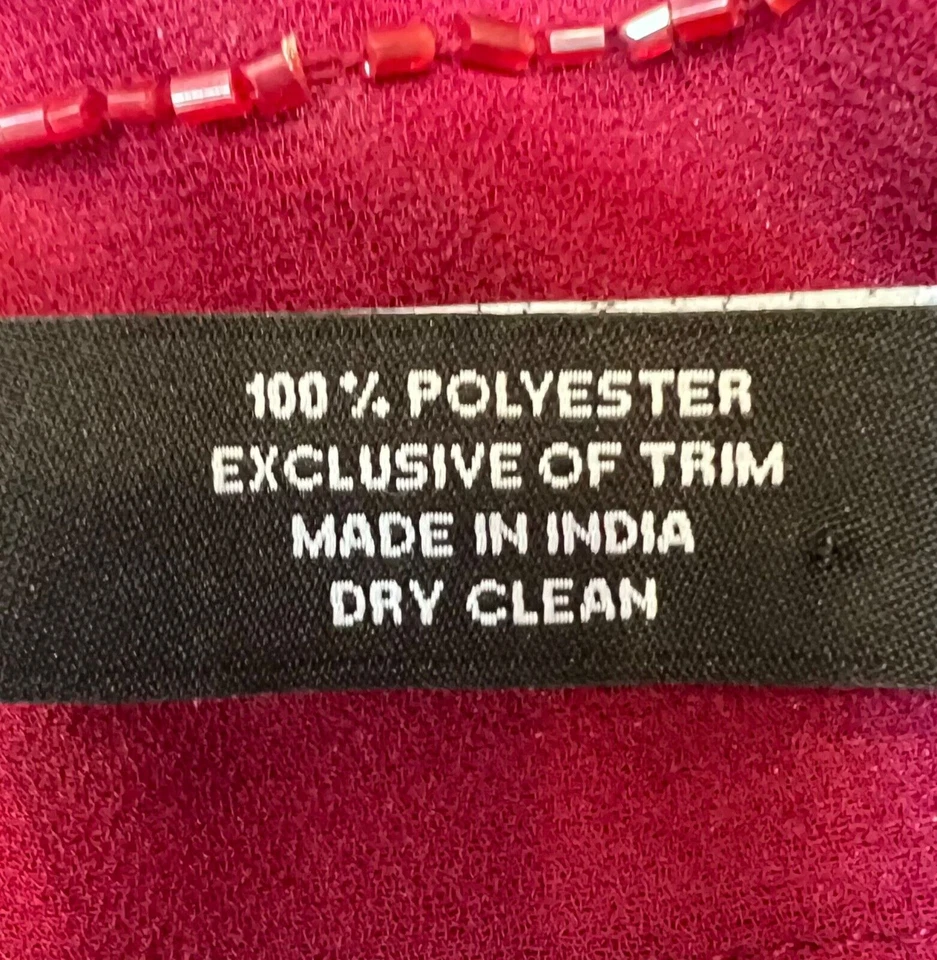 100% POLYESTER
EXCLUSIVE OF TRIM
MADE IN INDIA
DRY CLEAN